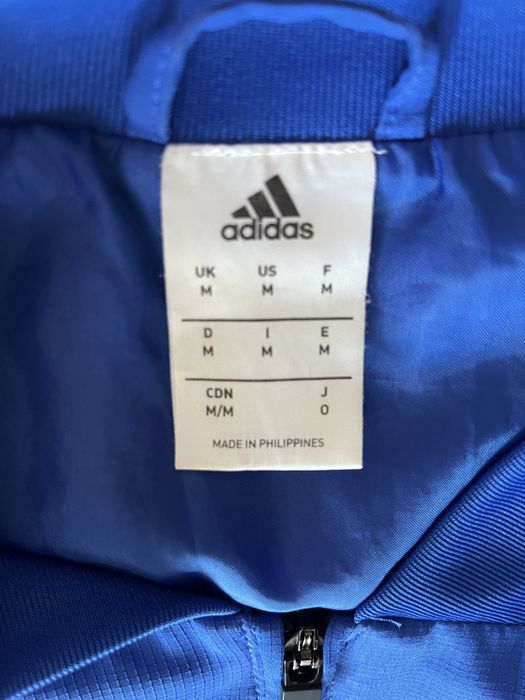 adidas
UK US F
M M M
D I E
M M M
CDN J
M/M O
MADE IN PHILIPPINES